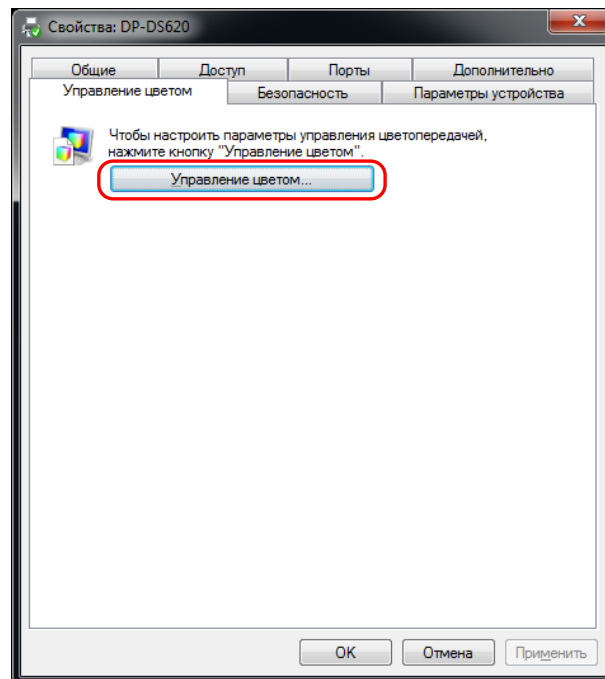 Свойства: DP-DS620
Общие Доступ Порты Дополнительно
Управление цветом Безопасность Параметры устройства
Чтобы настроить параметры управления цветопередачей,
нажмите кнопку "Управление цветом".
Управление цветом...
OK Отмена Применить